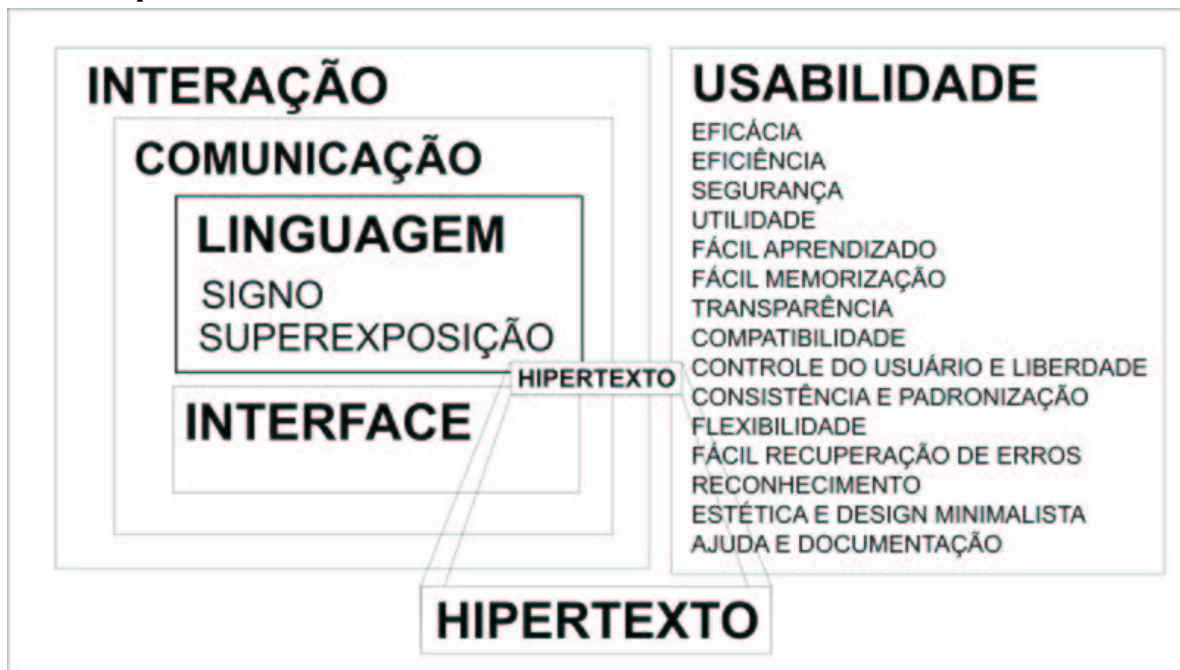 INTERAÇÃO
COMUNICAÇÃO
LINGUAGEM
SIGNO
SUPEREXPOSIÇÃO
HIPERTEXTO
INTERFACE
USABILIDADE
EFICÁCIA
EFICIÊNCIA
SEGURANÇA
UTILIDADE
FÁCIL APRENDIZADO
FÁCIL MEMORIZAÇÃO
TRANSPARÊNCIA
COMPATIBILIDADE
CONTROLE DO USUÁRIO E LIBERDADE
CONSISTÊNCIA E PADRONIZAÇÃO
FLEXIBILIDADE
FÁCIL RECUPERAÇÃO DE ERROS
RECONHECIMENTO
ESTÉTICA E DESIGN MINIMALISTA
AJUDA E DOCUMENTAÇÃO
HIPERTEXTO